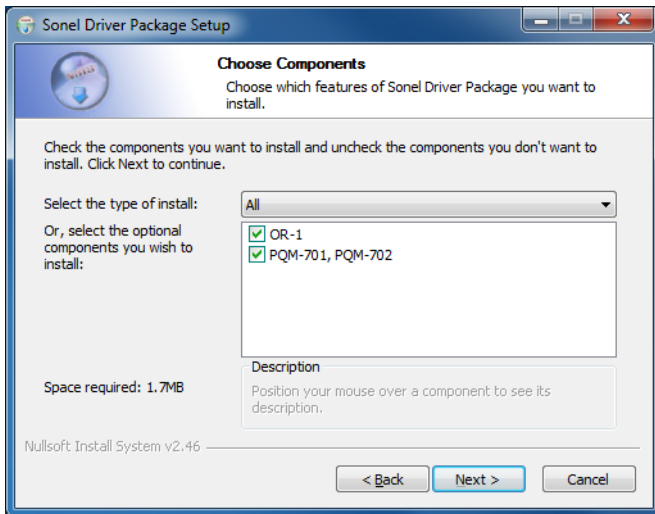 Sonel Driver Package Setup
Choose Components
Choose which features of Sonel Driver Package you want to
install.
Check the components you want to install and uncheck the components you don't want to
install. Click Next to continue.
Select the type of install:
All
Or, select the optional
components you wish to
install:
OR-1
PQM-701, PQM-702
Space required: 1.7MB
Description
Position your mouse over a component to see its
description.
Nullsoft Install System v2.46
< Back
Next >
Cancel